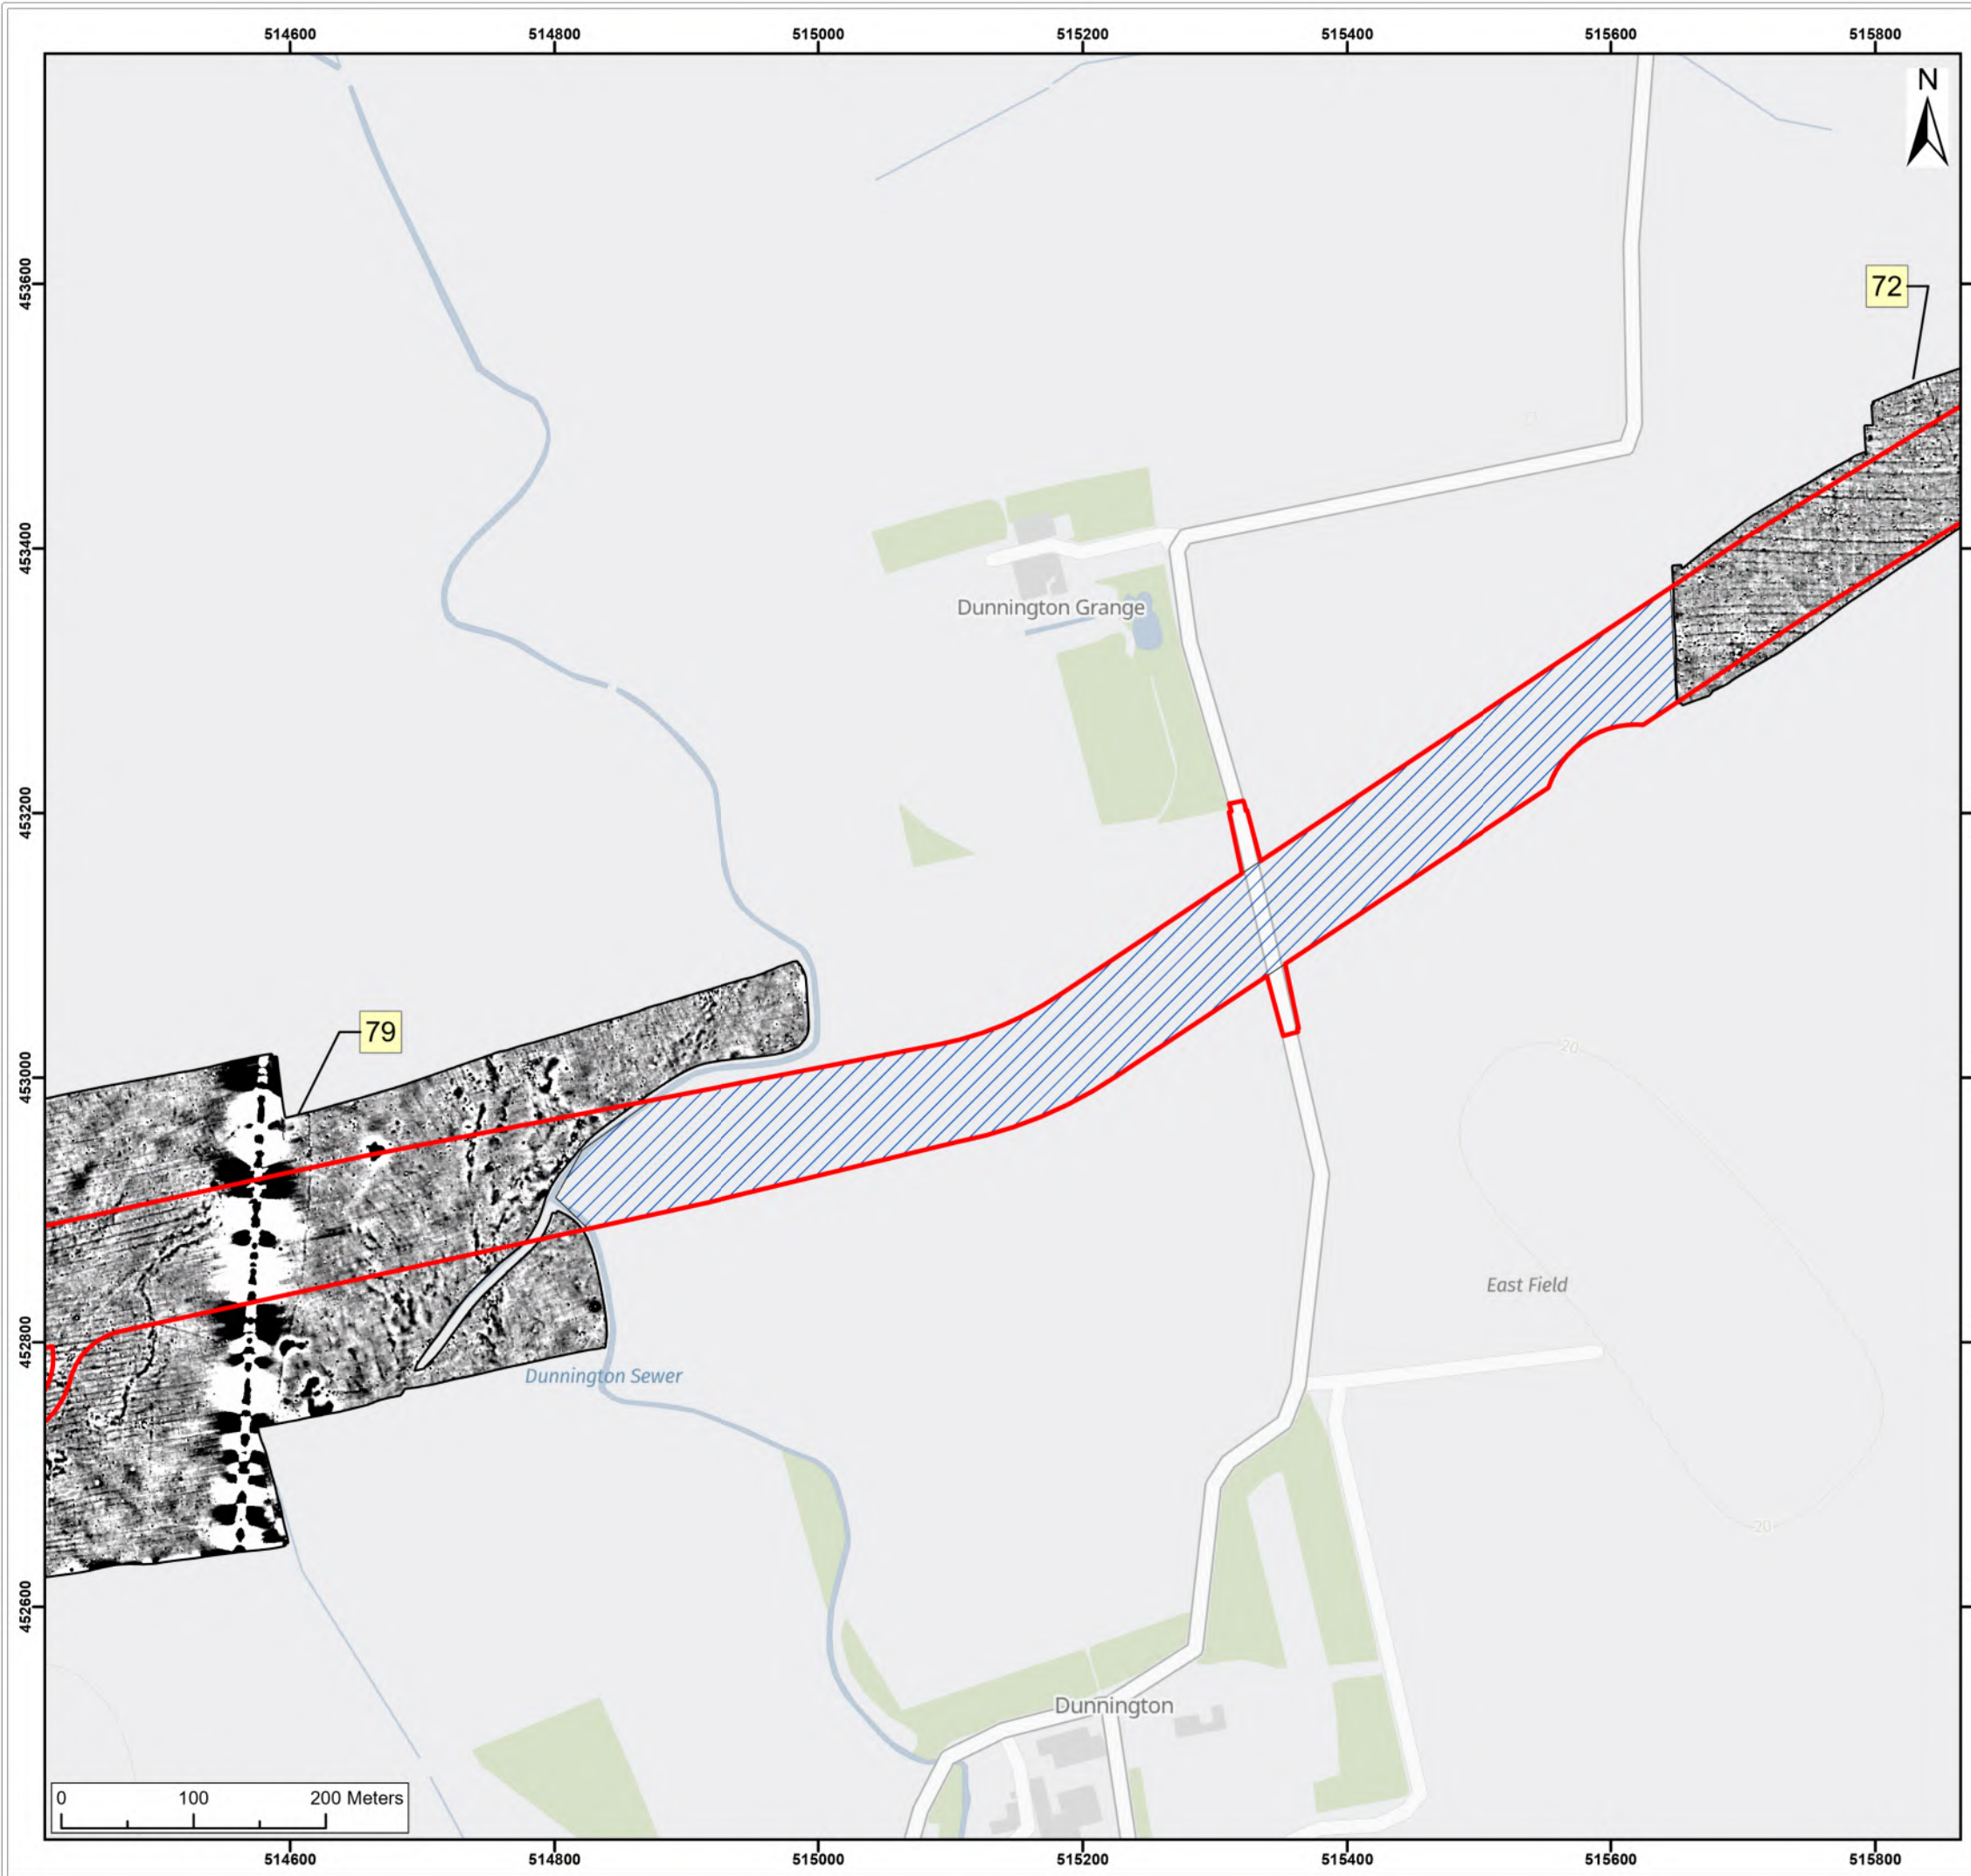 514600 514800 515000 515200 515400 515600 515800
N
453600
72
453400
Dunnington Grange
453200
79
453000
20
East Field
452800
Dunnington Sewer
20
452600
Dunnington
0 100 200 Meters
514600 514800 515000 515200 515400 515600 515800